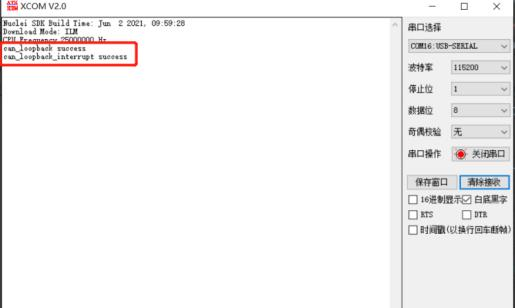 XCOM V2.0
Nuclei SDK Build Time: Jun 2 2021, 09:59:28
Download Mode: ILM
CPU Frequency 25000000 Hz
can_loopback success
can_loopback_interrupt success
串口选择
COM16:USB-SERIAL
波特率 115200
停止位 1
数据位 8
奇偶校验 无
串口操作 关闭串口
保存窗口 清除接收
16进制显示 白底黑字
RTS DTR
时间戳(以换行回车断帧)